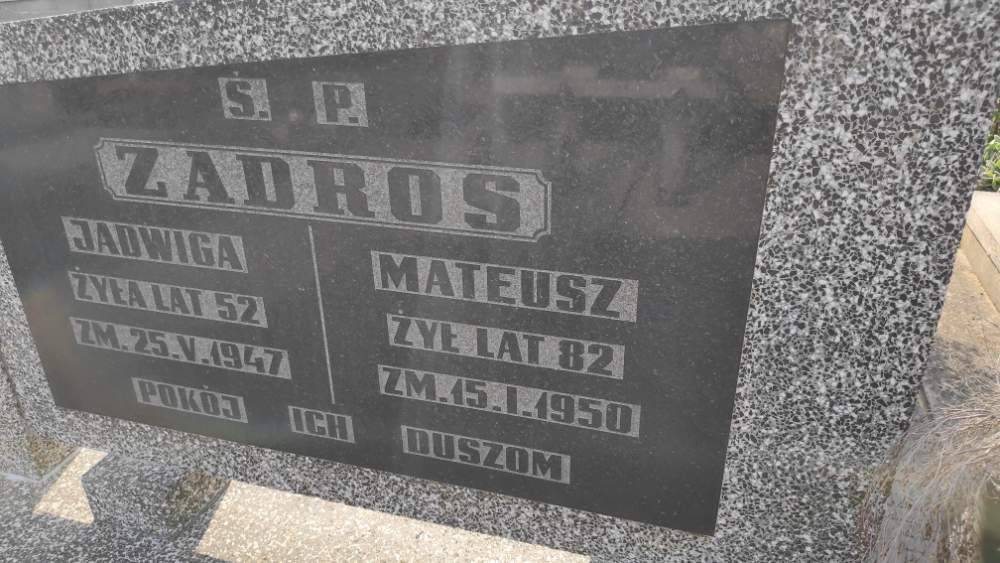 Ś. P.
ZADROS
JADWIGA
ŻYŁA LAT 52
ZM. 25.V.1947
MATEUSZ
ŻYŁ LAT 82
ZM. 15.I.1950
POKÓJ ICH DUSZOM